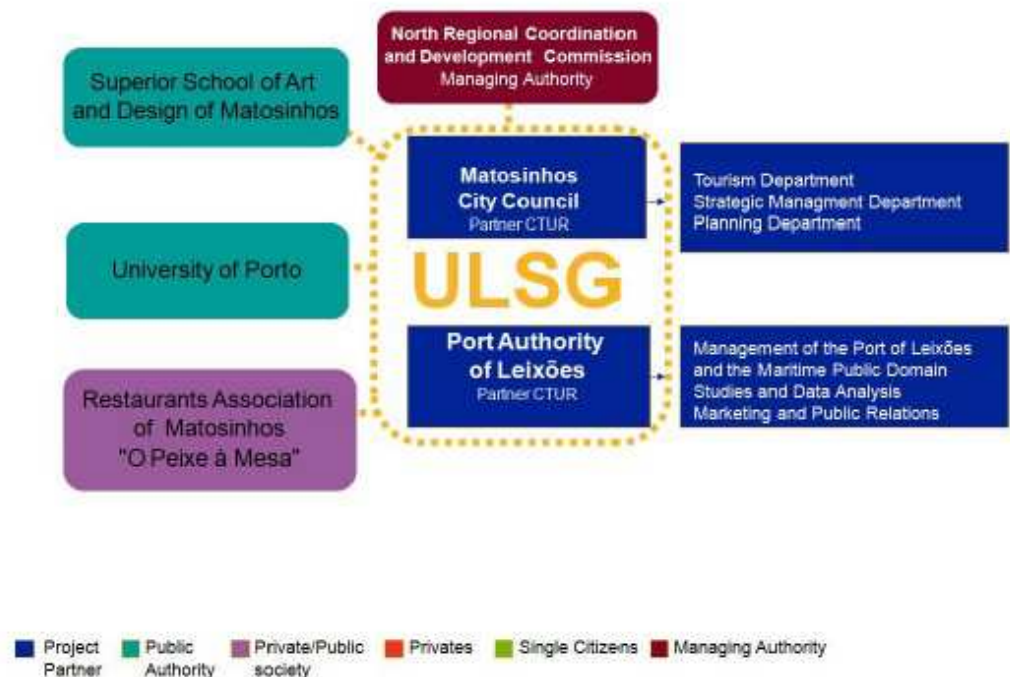 North Regional Coordination
and Development Commission
Managing Authority
Superior School of Art
and Design of Matosinhos
Matosinhos
City Council
Partner CTUR
Tourism Department
Strategic Managment Department
Planning Department
University of Porto
ULSG
Port Authority
of Leixões
Partner CTUR
Management of the Port of Leixões
and the Maritime Public Domain
Studies and Data Analysis
Marketing and Public Relations
Restaurants Association
of Matosinhos
"O Peixe à Mesa"
Project
Partner
Public
Authority
Private/Public
society
Privates
Single Citizens
Managing Authority